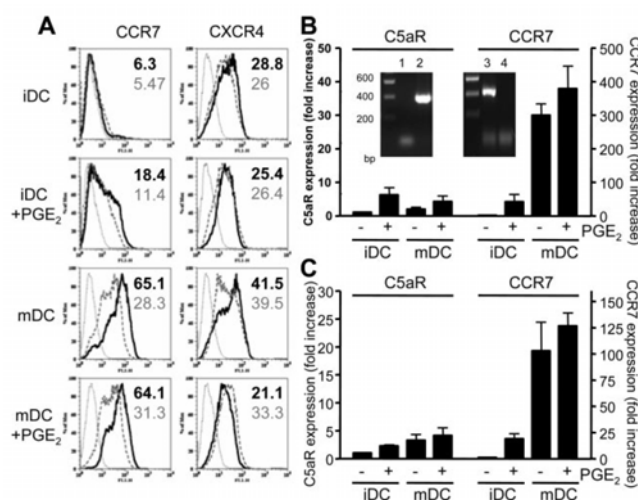 A
CCR7
CXCR4
iDC
6.3
5.47
28.8
26
iDC
+PGE2
18.4
11.4
25.4
26.4
mDC
65.1
28.3
41.5
39.5
mDC
+PGE2
64.1
31.3
21.1
33.3
B
C5aR
CCR7
C5aR expression (fold increase)
50
40
30
20
10
0
600
400
200
bp
1 2
3 4
500
400
300
200
100
0
CCR7 expression (fold increase)
- + - + - + - + PGE2
iDC mDC iDC mDC
C
C5aR
CCR7
C5aR expression (fold increase)
30
25
20
15
10
5
0
150
125
100
75
50
25
0
CCR7 expression (fold increase)
- + - + - + - + PGE2
iDC mDC iDC mDC